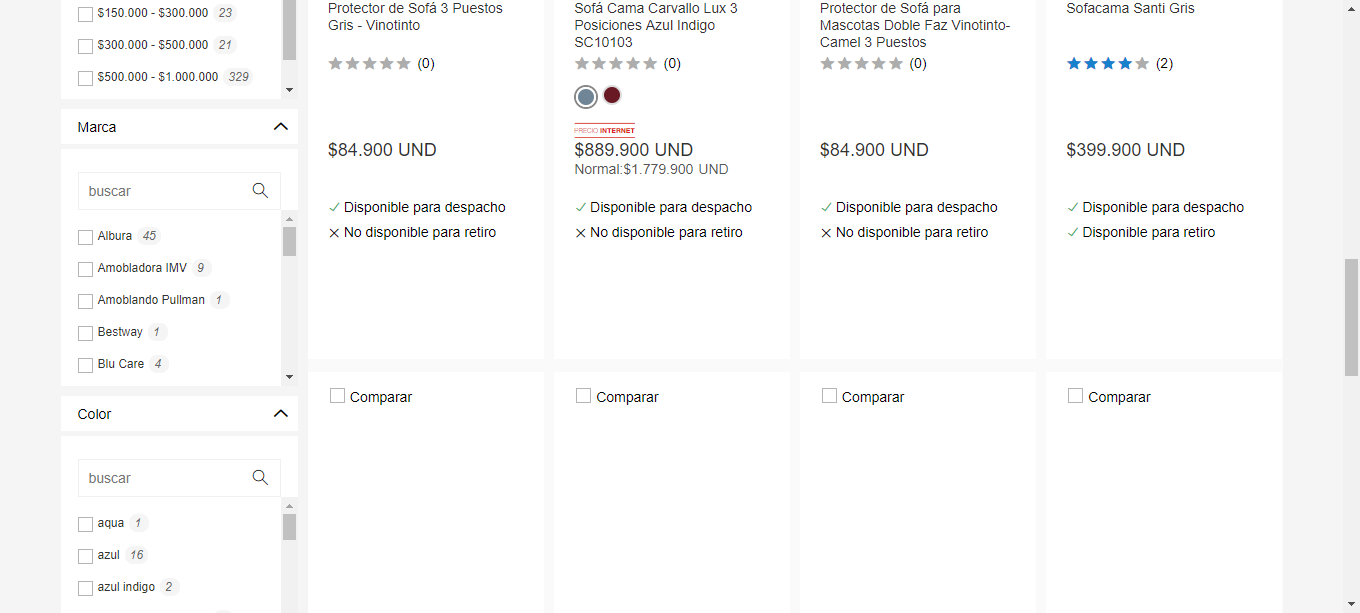 $150.000 - $300.000 23
$300.000 - $500.000 21
$500.000 - $1.000.000 329
Marca
buscar
Albura 45
Amobladora IMV 9
Amoblando Pullman 1
Bestway 1
Blu Care 4
Color
buscar
aqua 1
azul 16
azul indigo 2
Protector de Sofá 3 Puestos
Gris - Vinotinto
(0)
$84.900 UND
Disponible para despacho
No disponible para retiro
Sofá Cama Carvallo Lux 3
Posiciones Azul Indigo
SC10103
(0)
PRECIO INTERNET
$889.900 UND
Normal:$1.779.900 UND
Disponible para despacho
No disponible para retiro
Protector de Sofá para
Mascotas Doble Faz Vinotinto-
Camel 3 Puestos
(0)
$84.900 UND
Disponible para despacho
No disponible para retiro
Sofacama Santi Gris
(2)
$399.900 UND
Disponible para despacho
Disponible para retiro
Comparar
Comparar
Comparar
Comparar